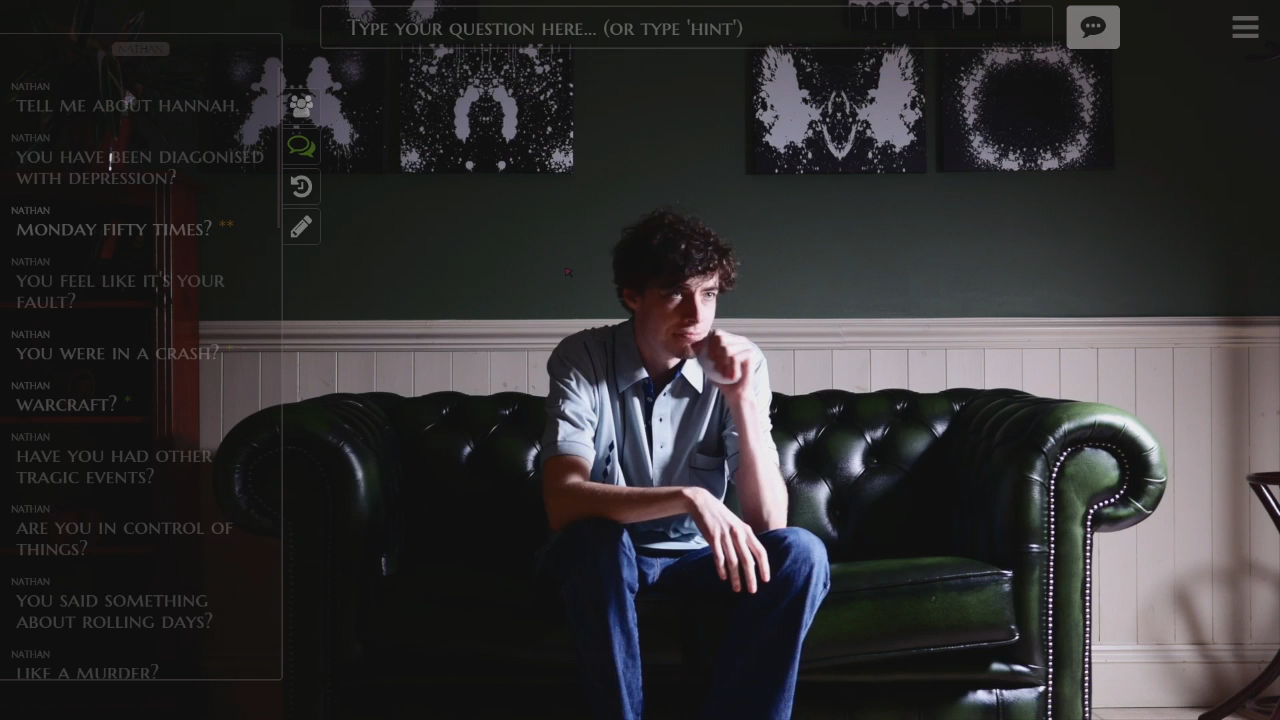 Type your question here... (or type 'hint')
NATHAN
NATHAN
TELL ME ABOUT HANNAH.
NATHAN
YOU HAVE BEEN DIAGONISED
WITH DEPRESSION?
NATHAN
MONDAY FIFTY TIMES? **
NATHAN
YOU FEEL LIKE IT'S YOUR
FAULT?
NATHAN
YOU WERE IN A CRASH? *
NATHAN
WARCRAFT? *
NATHAN
HAVE YOU HAD OTHER
TRAGIC EVENTS?
NATHAN
ARE YOU IN CONTROL OF
THINGS?
NATHAN
YOU SAID SOMETHING
ABOUT ROLLING DAYS?
NATHAN
LIKE A MURDER?